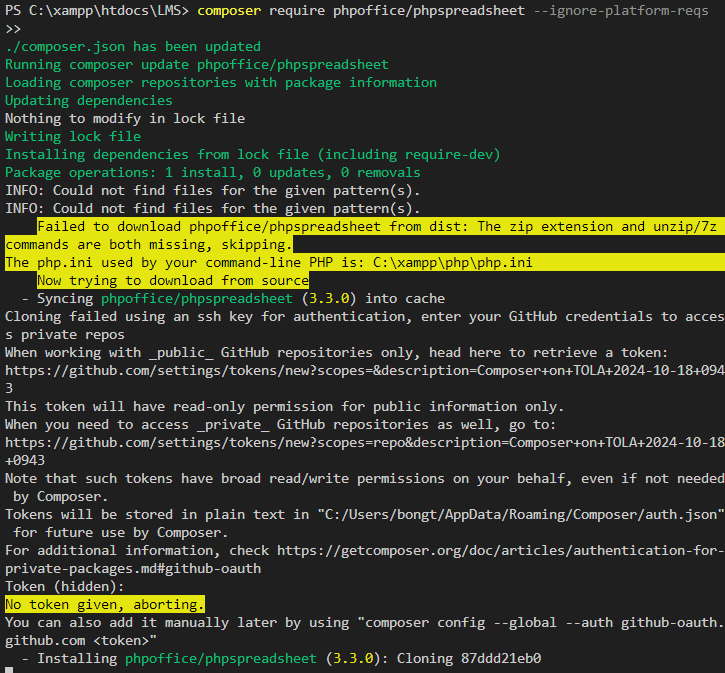 PS C:\xampp\htdocs\LMS> composer require phpoffice/phpspreadsheet --ignore-platform-reqs
>>
./composer.json has been updated
Running composer update phpoffice/phpspreadsheet
Loading composer repositories with package information
Updating dependencies
Nothing to modify in lock file
Writing lock file
Installing dependencies from lock file (including require-dev)
Package operations: 1 install, 0 updates, 0 removals
INFO: Could not find files for the given pattern(s).
INFO: Could not find files for the given pattern(s).
    Failed to download phpoffice/phpspreadsheet from dist: The zip extension and unzip/7z
commands are both missing, skipping.
The php.ini used by your command-line PHP is: C:\xampp\php\php.ini
    Now trying to download from source
  - Syncing phpoffice/phpspreadsheet (3.3.0) into cache
Cloning failed using an ssh key for authentication, enter your GitHub credentials to acces
s private repos
When working with _public_ GitHub repositories only, head here to retrieve a token:
https://github.com/settings/tokens/new?scopes=&description=Composer+on+TOLA+2024-10-18+094
3
This token will have read-only permission for public information only.
When you need to access _private_ GitHub repositories as well, go to:
https://github.com/settings/tokens/new?scopes=repo&description=Composer+on+TOLA+2024-10-18
+0943
Note that such tokens have broad read/write permissions on your behalf, even if not needed
 by Composer.
Tokens will be stored in plain text in "C:/Users/bongt/AppData/Roaming/Composer/auth.json"
 for future use by Composer.
For additional information, check https://getcomposer.org/doc/articles/authentication-for-
private-packages.md#github-oauth
Token (hidden):
No token given, aborting.
You can also add it manually later by using "composer config --global --auth github-oauth.
github.com <token>"
  - Installing phpoffice/phpspreadsheet (3.3.0): Cloning 87ddd21eb0